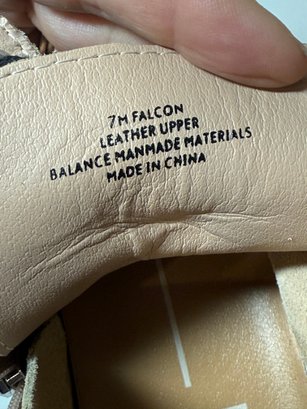 7M FALCON
LEATHER UPPER
BALANCE MANMADE MATERIALS
MADE IN CHINA